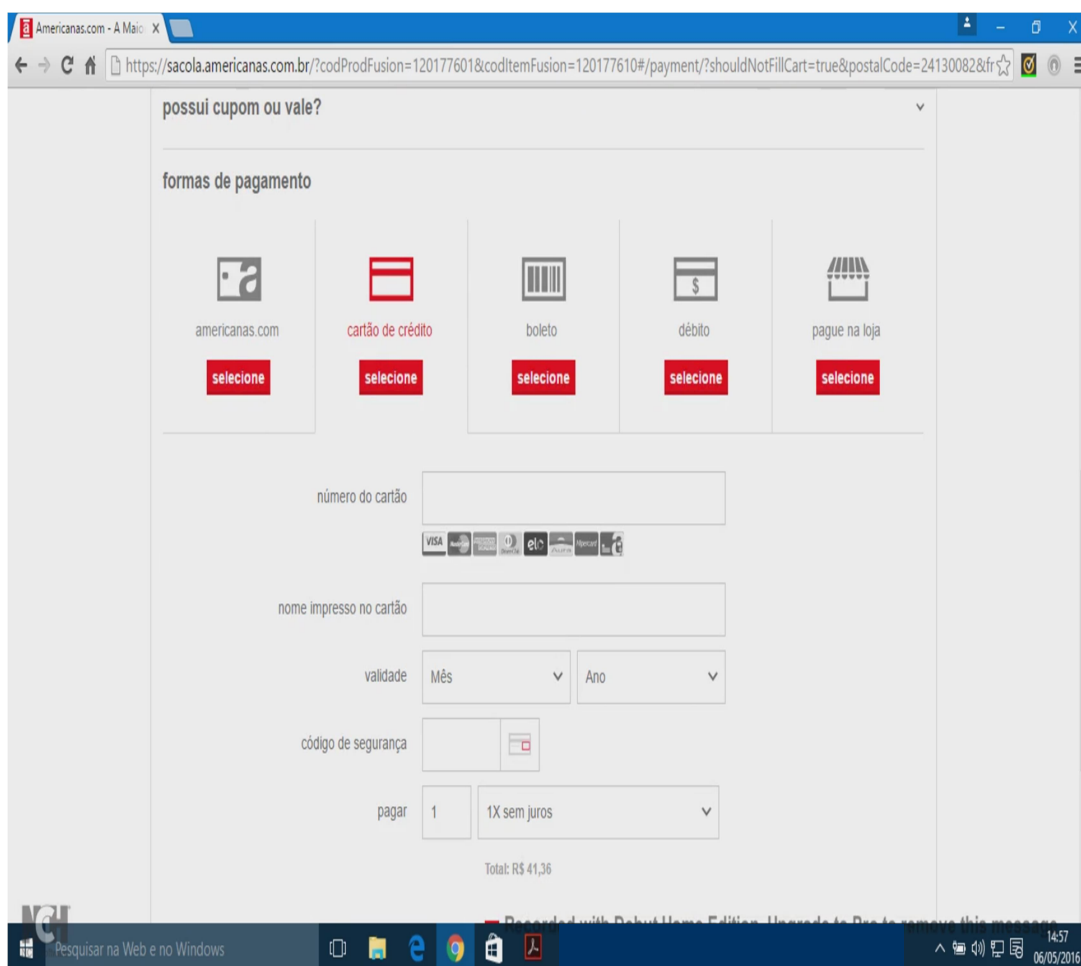 Americanas.com - A Maio
https://sacola.americanas.com.br/?codProdFusion=120177601&codItemFusion=120177610#/payment/?shouldNotFillCart=true&postalCode=24130082&fr
possui cupom ou vale?
formas de pagamento
americanas.com cartão de crédito boleto débito pague na loja
selecione selecione selecione selecione selecione
número do cartão
VISA elo
nome impresso no cartão
validade Mês Ano
código de segurança
pagar 1 1X sem juros
Total: R$ 41,36
NCH Recorded with Debut Home Edition. Upgrade to Pro to remove this message
Pesquisar na Web e no Windows
14:57
06/05/2016